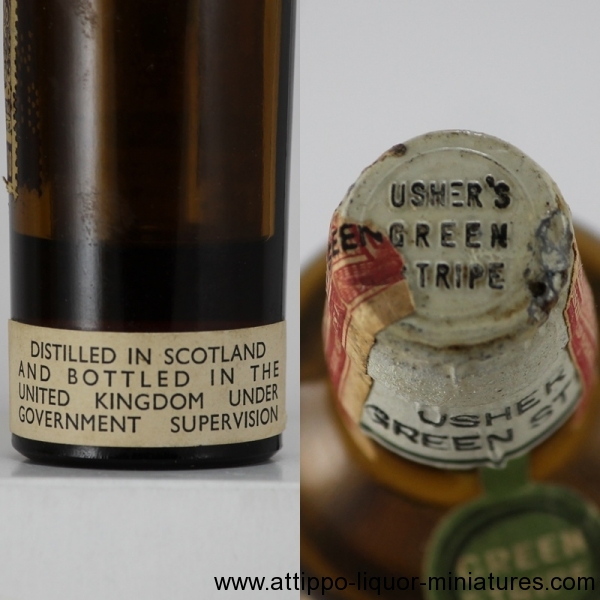 DISTILLED IN SCOTLAND
AND BOTTLED IN THE
UNITED KINGDOM UNDER
GOVERNMENT SUPERVISION
USHER'S
GREEN
TRIPE
EEN
USHER
GREEN ST
GREEN
www.attippo-liquor-miniatures.com